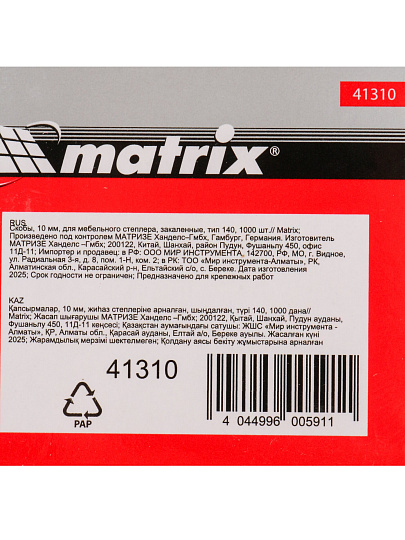 41310
matrix®
RUS
Скобы, 10 мм, для мебельного степлера, закаленные, тип 140, 1000 шт.// Matrix;
Произведено под контролем МАТРИЗЕ Хандельс–Гмбх, Гамбург, Германия. Изготовитель
МАТРИЗЕ Хандельс –Гмбх; 200122, Китай, Шанхай, район Пудун, Фушаньлу 450, офис
11Д-11; Импортер и продавец: в РФ: ООО МИР ИНСТРУМЕНТА, 142700, РФ, МО, г. Видное,
ул. Радиальная 3-я, д. 8, пом. 1-Н, ком. 2; в РК: ТОО «Мир инструмента-Алматы», РК,
Алматинская обл., Карасайский р-н, Ельтайский с/о, с. Береке. Дата изготовления
2025; Срок годности не ограничен; Предназначено для крепежных работ
KAZ
Қапсырмалар, 10 мм, жиһаз степлеріне арналған, шыңдалған, түрі 140, 1000 дана//
Matrix; Жасап шығарушы МАТРИЗЕ Хандельс-Гмбх; 200122, Қытай, Шанхай, Пудун ауданы,
Фушаньлу 450, 11Д-11 кеңсесі; Қазақстан аумағындағы сатушы: ЖШС «Мир инструмента -
Алматы», ҚР, Алматы обл., Қарасай ауданы, Елтай а/о, Береке ауылы. Жасалған күні
2025; Жарамдылық мерзімі шектелмеген; Қолдану аясы бекіту жұмыстарына арналған
41310
PAP
4 044996 005911